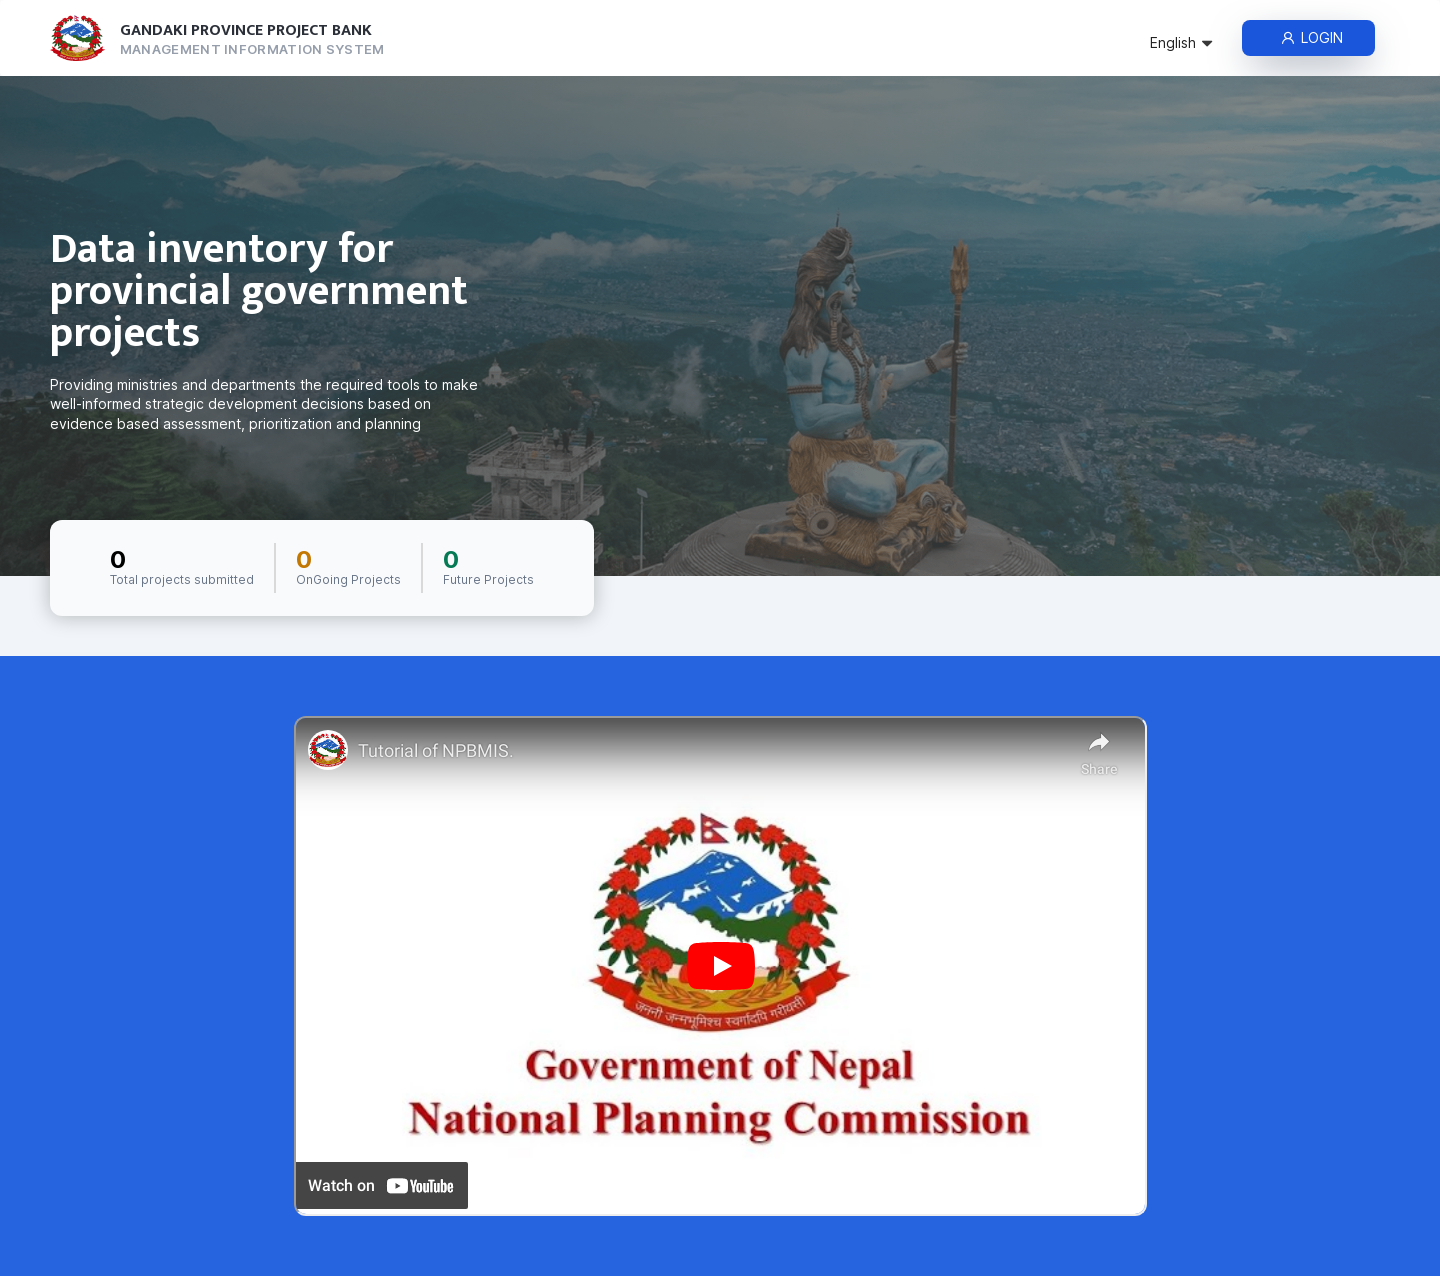 GANDAKI PROVINCE PROJECT BANK
MANAGEMENT INFORMATION SYSTEM
English
LOGIN
Data inventory for
provincial government
projects
Providing ministries and departments the required tools to make
well-informed strategic development decisions based on
evidence based assessment, prioritization and planning
0
Total projects submitted
0
OnGoing Projects
0
Future Projects
Tutorial of NPBMIS.
Share
जननी जन्मभूमिश्च स्वर्गादपि गरीयसी
Government of Nepal
National Planning Commission
Watch on YouTube